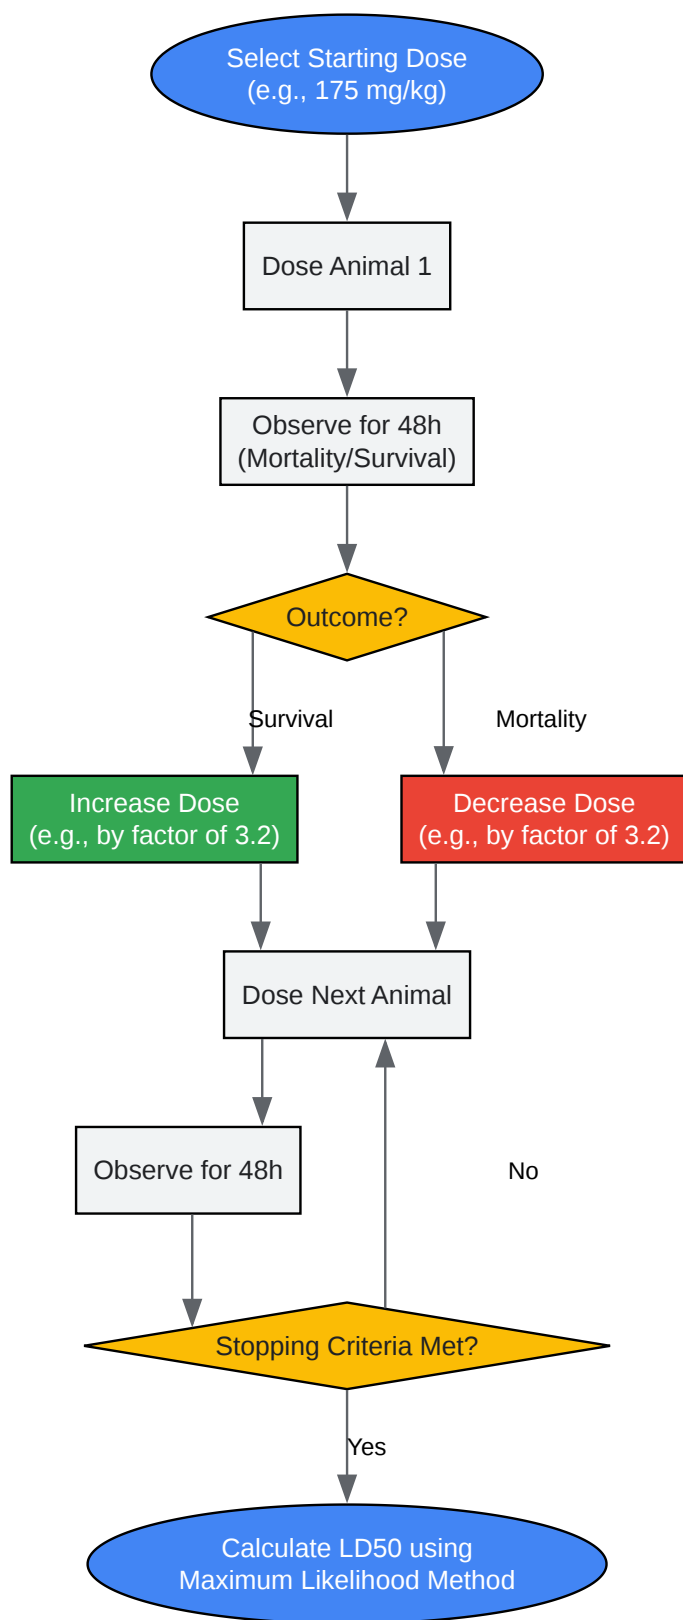 Select Starting Dose
(e.g., 175 mg/kg)
Dose Animal 1
Observe for 48h
(Mortality/Survival)
Outcome?
Survival
Mortality
Increase Dose
(e.g., by factor of 3.2)
Decrease Dose
(e.g., by factor of 3.2)
Dose Next Animal
Observe for 48h
No
Stopping Criteria Met?
Yes
Calculate LD50 using
Maximum Likelihood Method